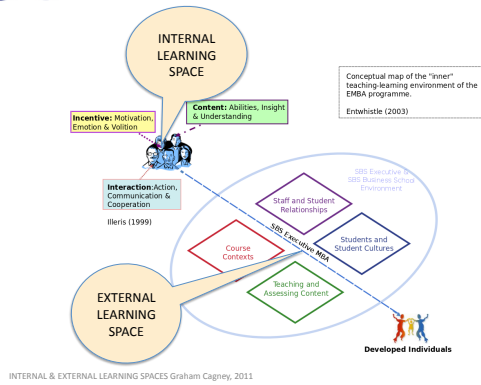 INTERNAL
LEARNING
SPACE
Incentive: Motivation,
Emotion & Volition
Content: Abilities, Insight
& Understanding
Conceptual map of the "inner"
teaching-learning environment of the
EMBA programme.
Entwhistle (2003)
Interaction:Action,
Communication &
Cooperation
Illeris (1999)
SBS Executive &
SBS Business School
Environment
Staff and Student
Relationships
SBS Executive MBA
Students and
Student Cultures
Course
Contexts
Teaching and
Assessing Content
EXTERNAL
LEARNING
SPACE
Developed Individuals
INTERNAL & EXTERNAL LEARNING SPACES Graham Cagney, 2011